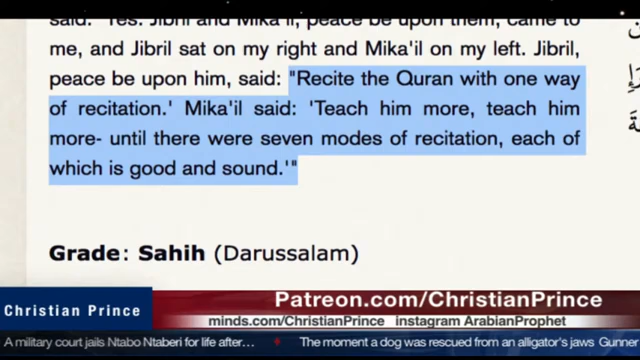 said: "Yes. Jibril and Mika'il, peace be upon them, came to
me, and Jibril sat on my right and Mika'il on my left. Jibril,
peace be upon him, said: "Recite the Quran with one way
of recitation.' Mika'il said: 'Teach him more, teach him
more- until there were seven modes of recitation, each of
which is good and sound.'"
Grade: Sahih (Darussalam)
Patreon.com/ChristianPrince
Christian Prince
minds.com/ChristianPrince instagram ArabianProphet
A military court jails Ntabo Ntaberi for life after... The moment a dog was rescued from an alligator's jaws Gunner